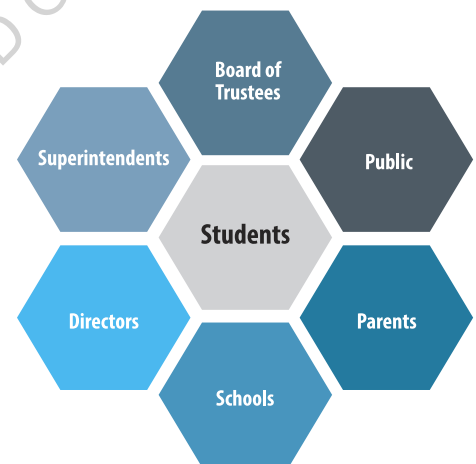 Board of
Trustees
Superintendents
Public
Students
Directors
Parents
Schools